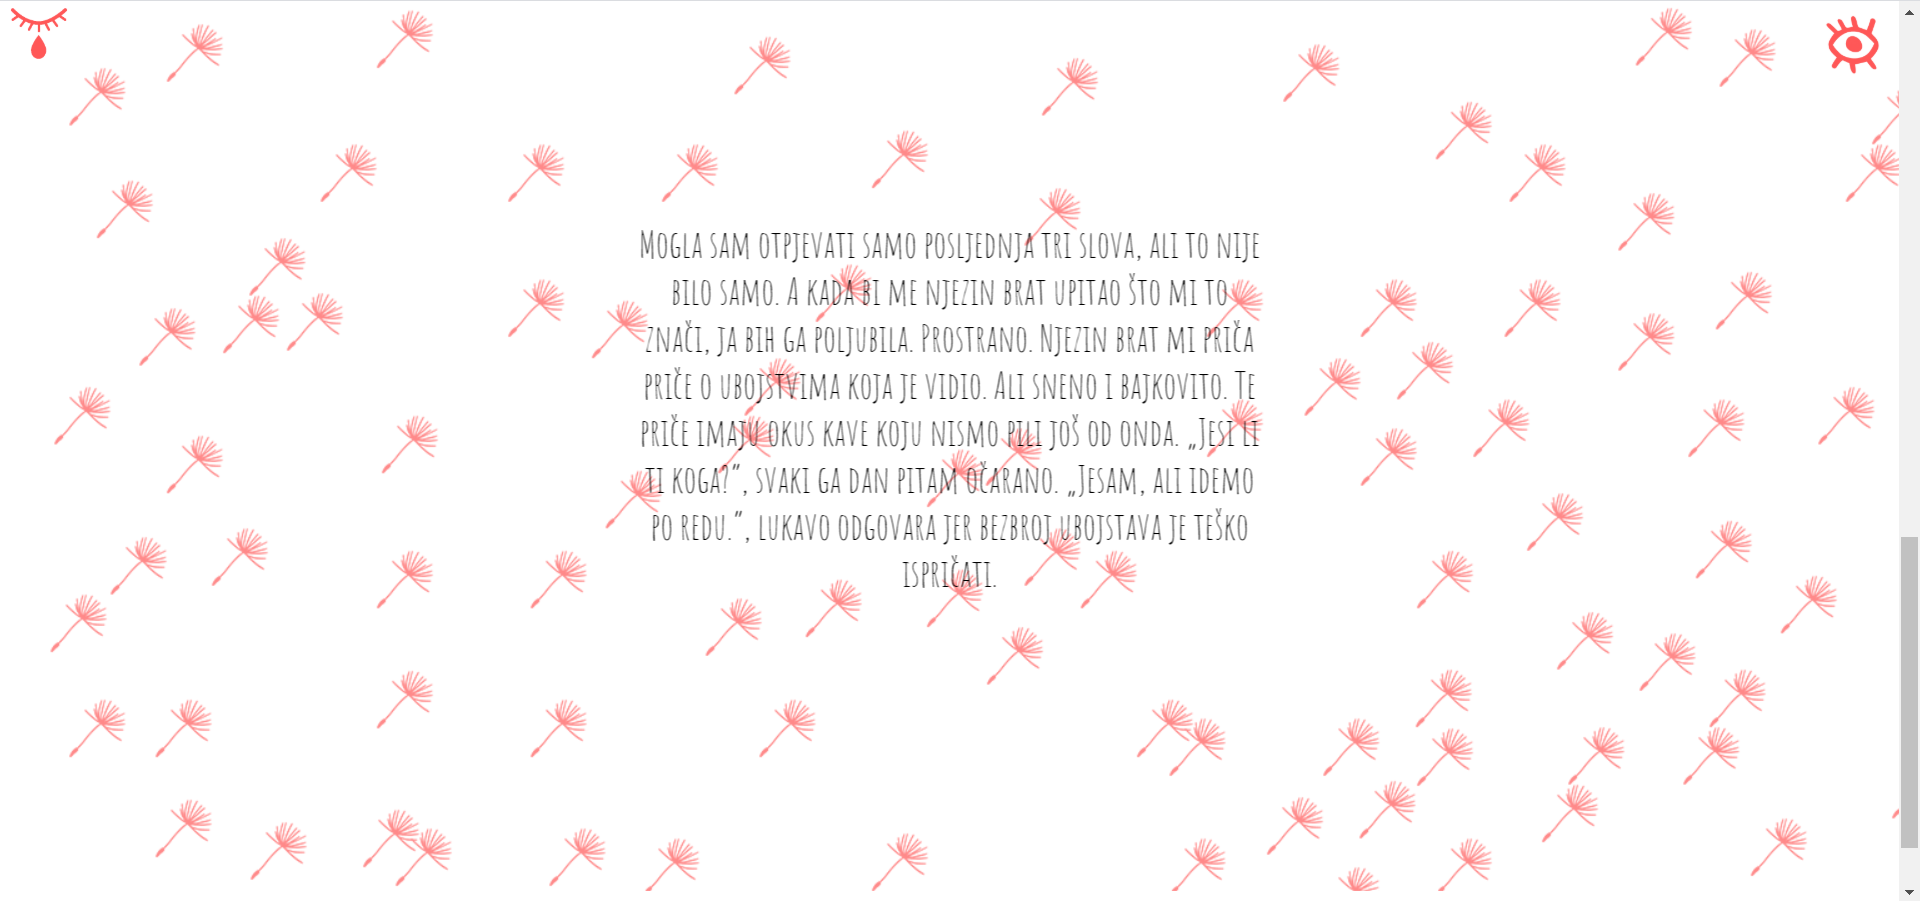 Mogla sam otpjevati samo posljednja tri slova, ali to nije
bilo samo. A kada bi me njezin brat upitao što mi to
znači, ja bih ga poljubila. Prostrano. Njezin brat mi priča
priče o ubojstvima koja je vidio. Ali sneno i bajkovito. Te
priče imaju okus kave koju nismo pili još od onda. „Jesi li
ti koga?“, svaki ga dan pitam očarano. „Jesam, ali idemo
po redu.“, lukavo odgovara jer bezbroj ubojstava je teško
ispričati.